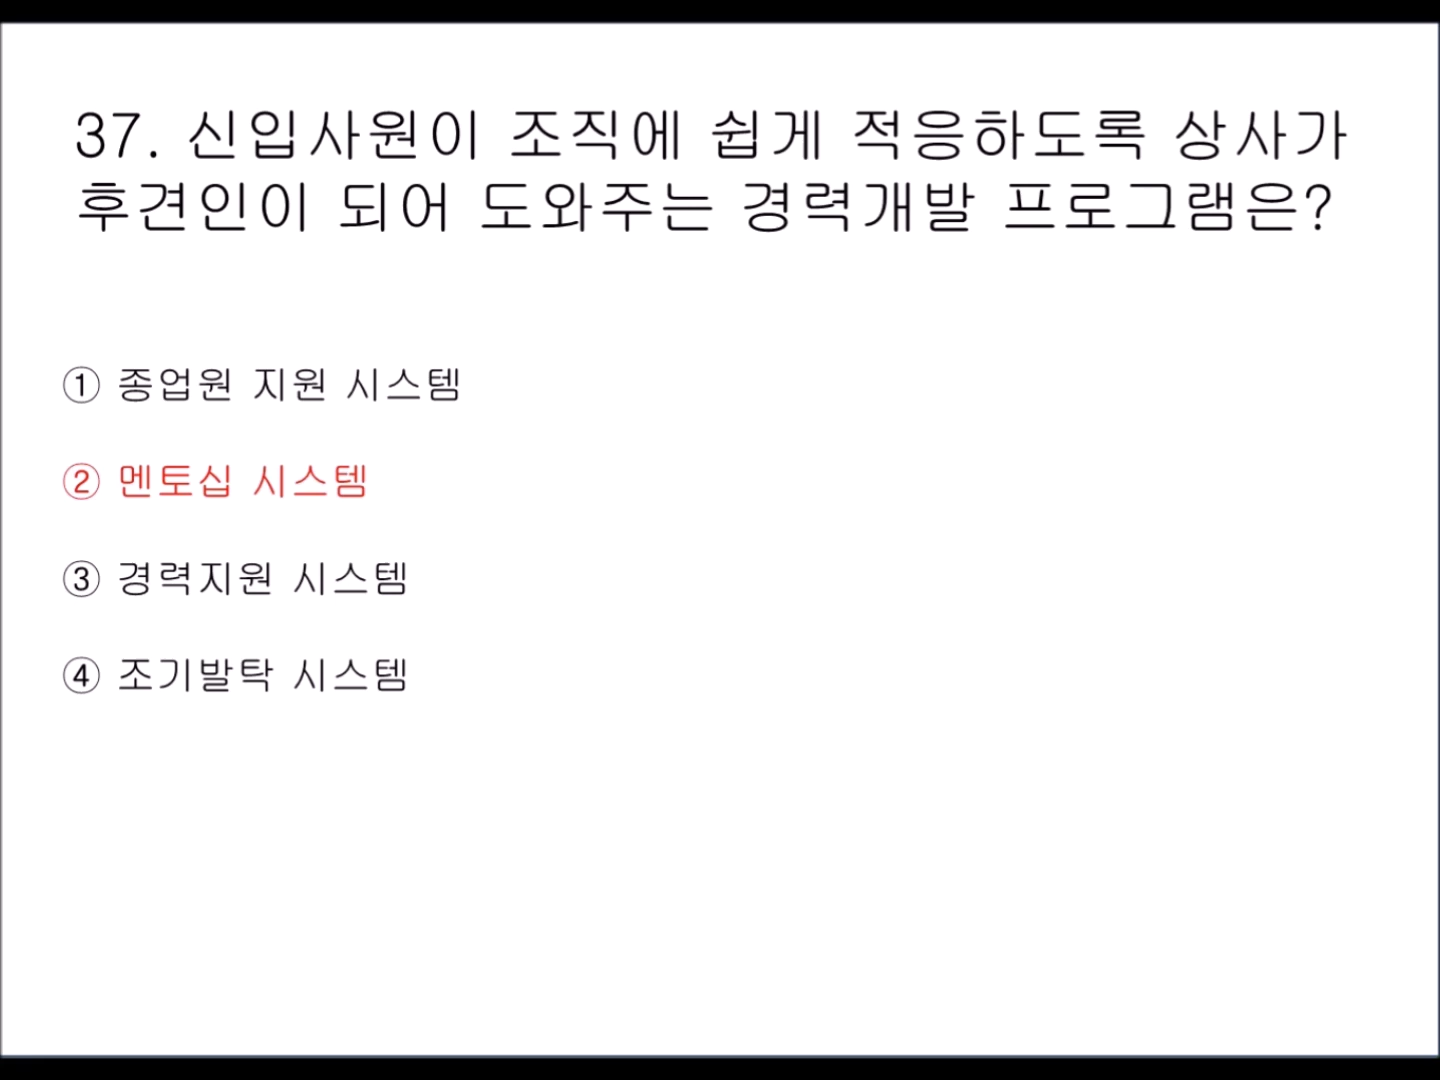 37. 신입사원이 조직에 쉽게 적응하도록 상사가
후견인이 되어 도와주는 경력개발 프로그램은?
① 종업원 지원 시스템
② 멘토십 시스템
③ 경력지원 시스템
④ 조기발탁 시스템